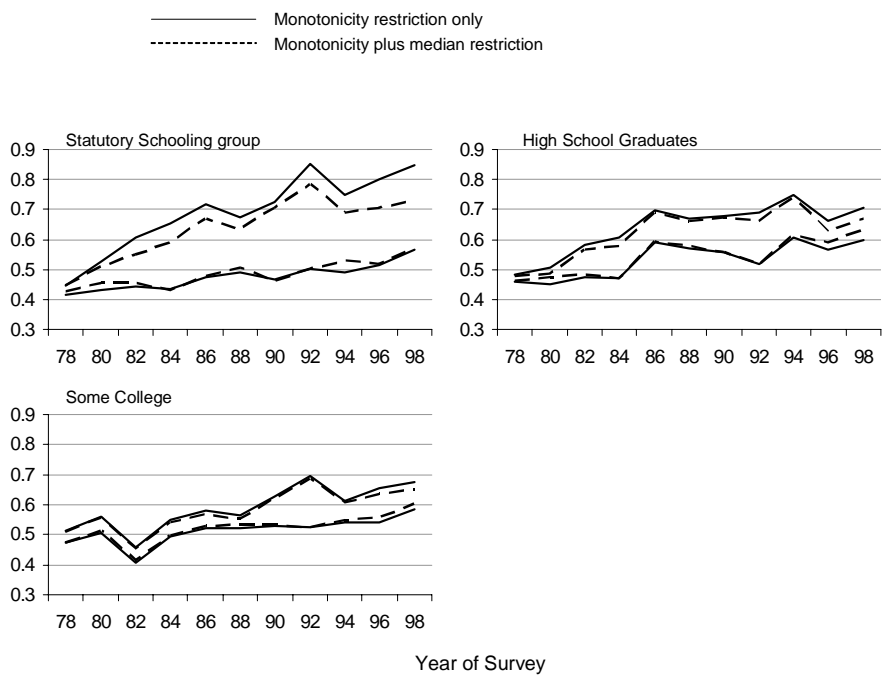 Monotonicity restriction only
Monotonicity plus median restriction
Statutory Schooling group
0.9
0.8
0.7
0.6
0.5
0.4
0.3
78 80 82 84 86 88 90 92 94 96 98
High School Graduates
0.9
0.8
0.7
0.6
0.5
0.4
0.3
78 80 82 84 86 88 90 92 94 96 98
Some College
0.9
0.8
0.7
0.6
0.5
0.4
0.3
78 80 82 84 86 88 90 92 94 96 98
Year of Survey